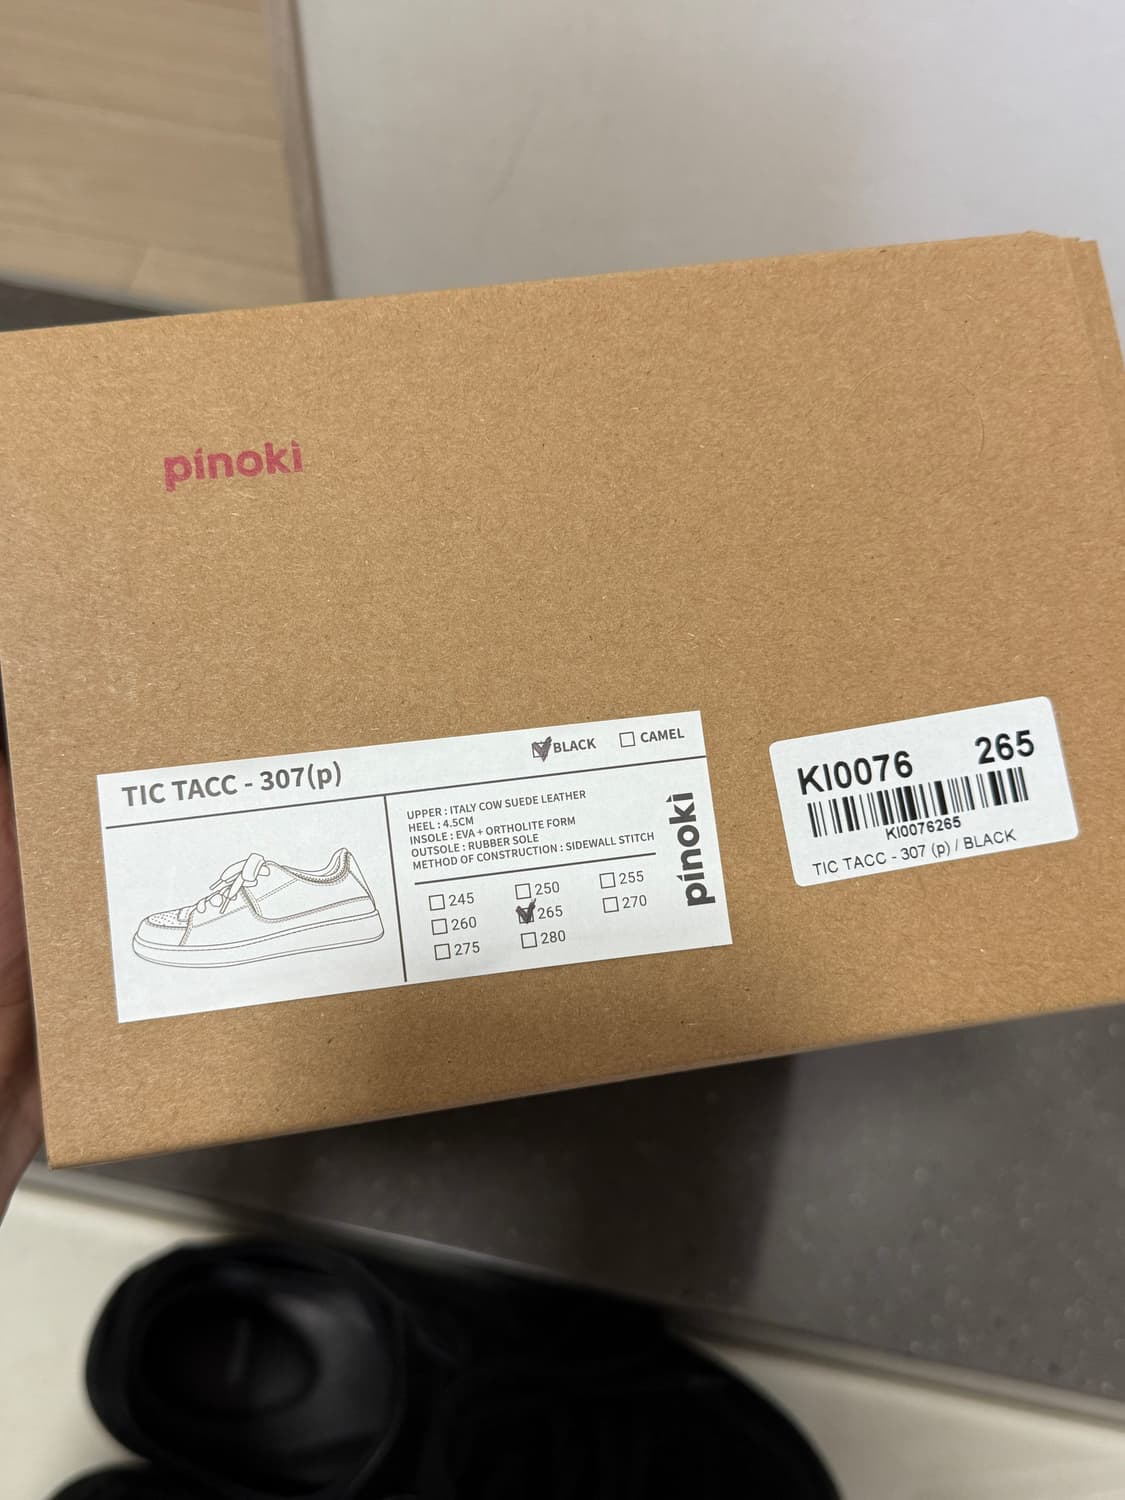 pinoki
TIC TACC - 307(p)
BLACK CAMEL
UPPER : ITALY COW SUEDE LEATHER
HEEL : 4.5CM
INSOLE : EVA + ORTHOLITE FORM
OUTSOLE : RUBBER SOLE
METHOD OF CONSTRUCTION : SIDEWALL STITCH
245 250 255
260 265 270
275 280
pinoki
KI0076 265
KI0076265
TIC TACC - 307 (p) / BLACK